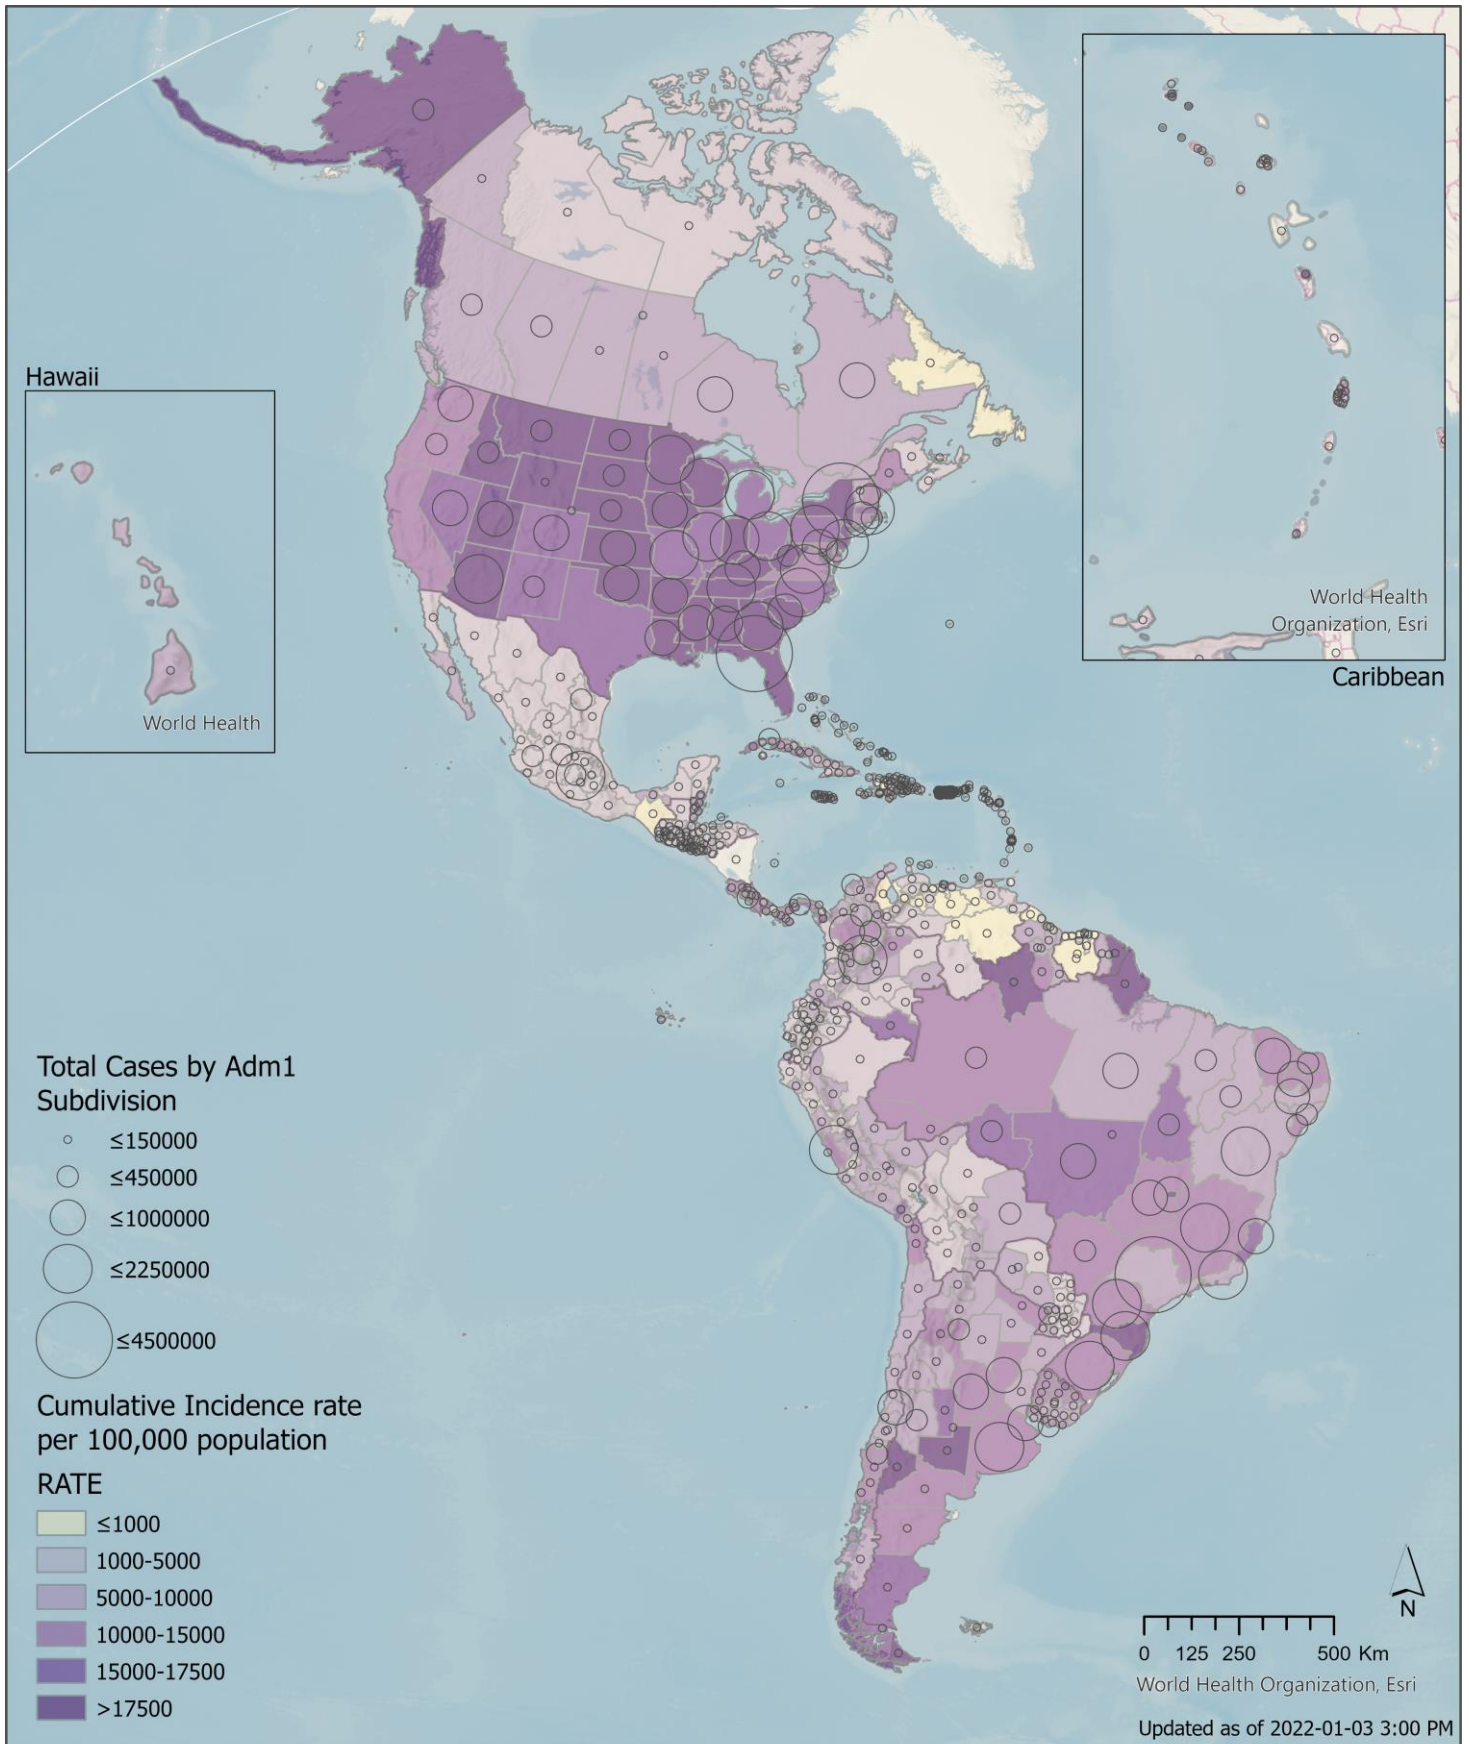 Hawaii
World Health
World Health
Organization, Esri
Caribbean
Total Cases by Adm1
Subdivision
≤150000
≤450000
≤1000000
≤2250000
≤4500000
Cumulative Incidence rate
per 100,000 population
RATE
≤1000
1000-5000
5000-10000
10000-15000
15000-17500
>17500
N
0 125 250 500 Km
World Health Organization, Esri
Updated as of 2022-01-03 3:00 PM